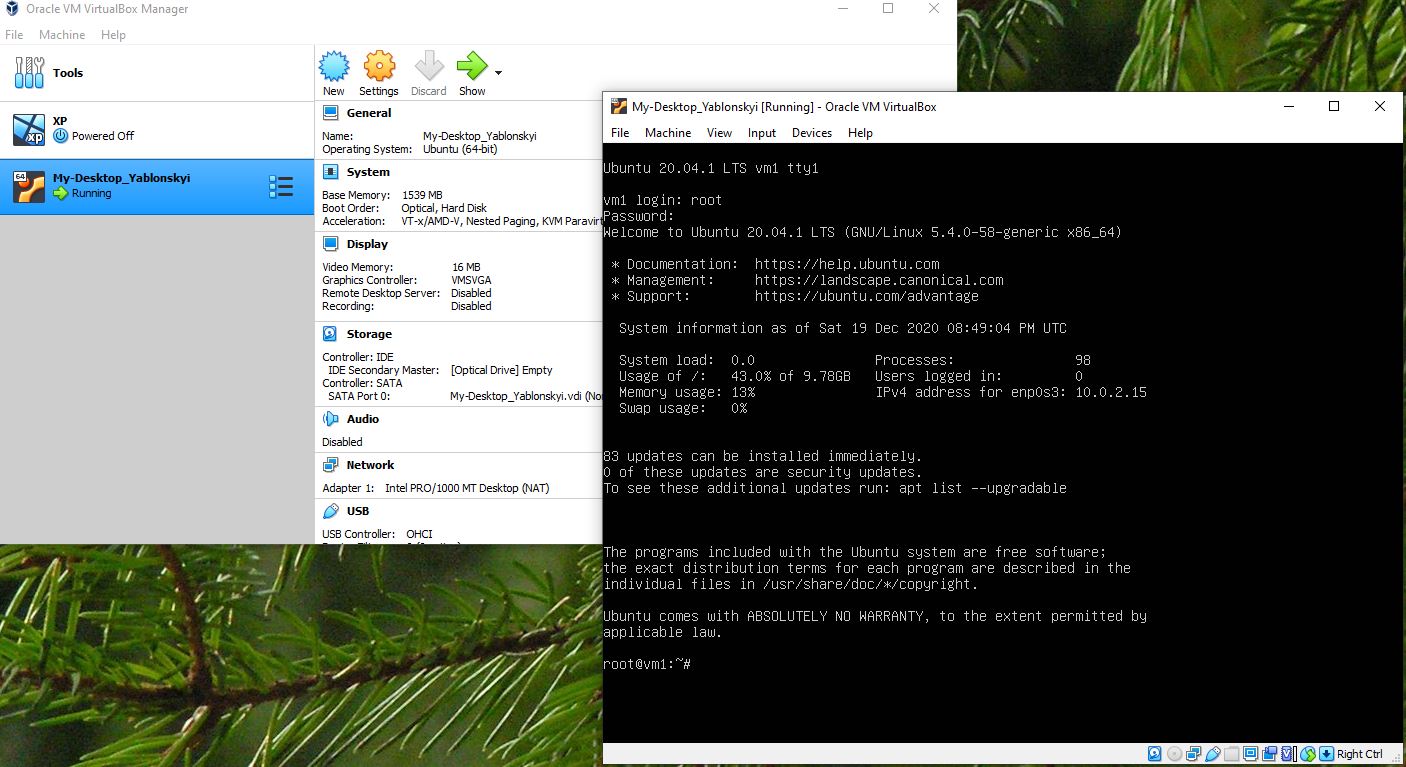 Oracle VM VirtualBox Manager
File Machine Help
Tools
XP
xp
Powered Off
64
My-Desktop_Yablonskyi
Running
New Settings Discard Show
General
Name: My-Desktop_Yablonskyi
Operating System: Ubuntu (64-bit)
System
Base Memory: 1539 MB
Boot Order: Optical, Hard Disk
Acceleration: VT-x/AMD-V, Nested Paging, KVM Paravirt
Display
Video Memory: 16 MB
Graphics Controller: VMSVGA
Remote Desktop Server: Disabled
Recording: Disabled
Storage
Controller: IDE
IDE Secondary Master: [Optical Drive] Empty
Controller: SATA
SATA Port 0: My-Desktop_Yablonskyi.vdi (Nor
Audio
Disabled
Network
Adapter 1: Intel PRO/1000 MT Desktop (NAT)
USB
USB Controller: OHCI
My-Desktop_Yablonskyi [Running] - Oracle VM VirtualBox
File Machine View Input Devices Help
Ubuntu 20.04.1 LTS vm1 tty1
vm1 login: root
Password:
Welcome to Ubuntu 20.04.1 LTS (GNU/Linux 5.4.0-58-generic x86_64)
* Documentation: https://help.ubuntu.com
* Management: https://landscape.canonical.com
* Support: https://ubuntu.com/advantage
System information as of Sat 19 Dec 2020 08:49:04 PM UTC
System load: 0.0 Processes: 98
Usage of /: 43.0% of 9.78GB Users logged in: 0
Memory usage: 13% IPv4 address for enp0s3: 10.0.2.15
Swap usage: 0%
83 updates can be installed immediately.
0 of these updates are security updates.
To see these additional updates run: apt list --upgradable
The programs included with the Ubuntu system are free software;
the exact distribution terms for each program are described in the
individual files in /usr/share/doc/*/copyright.
Ubuntu comes with ABSOLUTELY NO WARRANTY, to the extent permitted by
applicable law.
root@vm1:~#
Right Ctrl